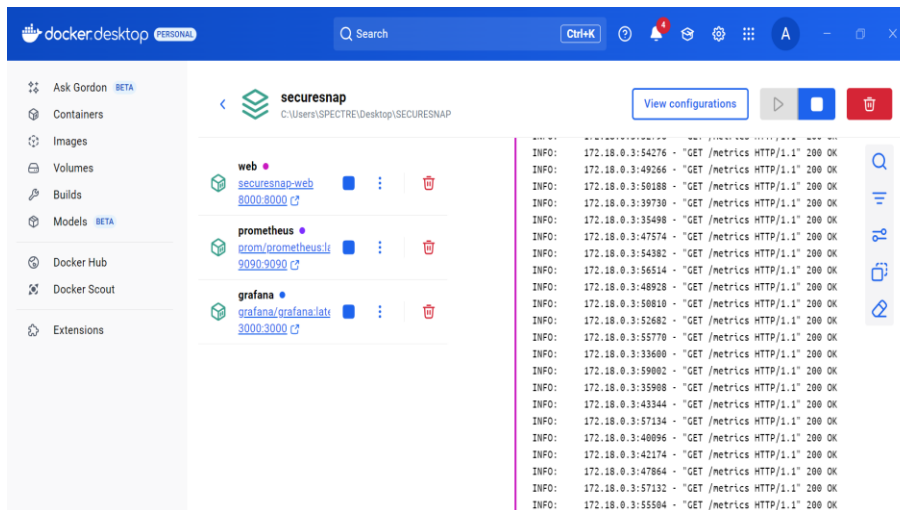 docker.desktop PERSONAL
Search
Ctrl+K
4
A
Ask Gordon BETA
Containers
Images
Volumes
Builds
Models BETA
Docker Hub
Docker Scout
Extensions
securesnap
C:\Users\SPECTRE\Desktop\SECURESNAP
View configurations
web
securesnap-web
8000:8000
prometheus
prom/prometheus:la
9090:9090
grafana
grafana/grafana:late
3000:3000
INFO: 172.18.0.3:54276 - "GET /metrics HTTP/1.1" 200 OK
INFO: 172.18.0.3:49266 - "GET /metrics HTTP/1.1" 200 OK
INFO: 172.18.0.3:50188 - "GET /metrics HTTP/1.1" 200 OK
INFO: 172.18.0.3:39730 - "GET /metrics HTTP/1.1" 200 OK
INFO: 172.18.0.3:35498 - "GET /metrics HTTP/1.1" 200 OK
INFO: 172.18.0.3:47574 - "GET /metrics HTTP/1.1" 200 OK
INFO: 172.18.0.3:54382 - "GET /metrics HTTP/1.1" 200 OK
INFO: 172.18.0.3:56514 - "GET /metrics HTTP/1.1" 200 OK
INFO: 172.18.0.3:48928 - "GET /metrics HTTP/1.1" 200 OK
INFO: 172.18.0.3:50810 - "GET /metrics HTTP/1.1" 200 OK
INFO: 172.18.0.3:52682 - "GET /metrics HTTP/1.1" 200 OK
INFO: 172.18.0.3:55770 - "GET /metrics HTTP/1.1" 200 OK
INFO: 172.18.0.3:33600 - "GET /metrics HTTP/1.1" 200 OK
INFO: 172.18.0.3:59002 - "GET /metrics HTTP/1.1" 200 OK
INFO: 172.18.0.3:35908 - "GET /metrics HTTP/1.1" 200 OK
INFO: 172.18.0.3:43344 - "GET /metrics HTTP/1.1" 200 OK
INFO: 172.18.0.3:57134 - "GET /metrics HTTP/1.1" 200 OK
INFO: 172.18.0.3:40096 - "GET /metrics HTTP/1.1" 200 OK
INFO: 172.18.0.3:42174 - "GET /metrics HTTP/1.1" 200 OK
INFO: 172.18.0.3:47864 - "GET /metrics HTTP/1.1" 200 OK
INFO: 172.18.0.3:57132 - "GET /metrics HTTP/1.1" 200 OK
INFO: 172.18.0.3:55504 - "GET /metrics HTTP/1.1" 200 OK